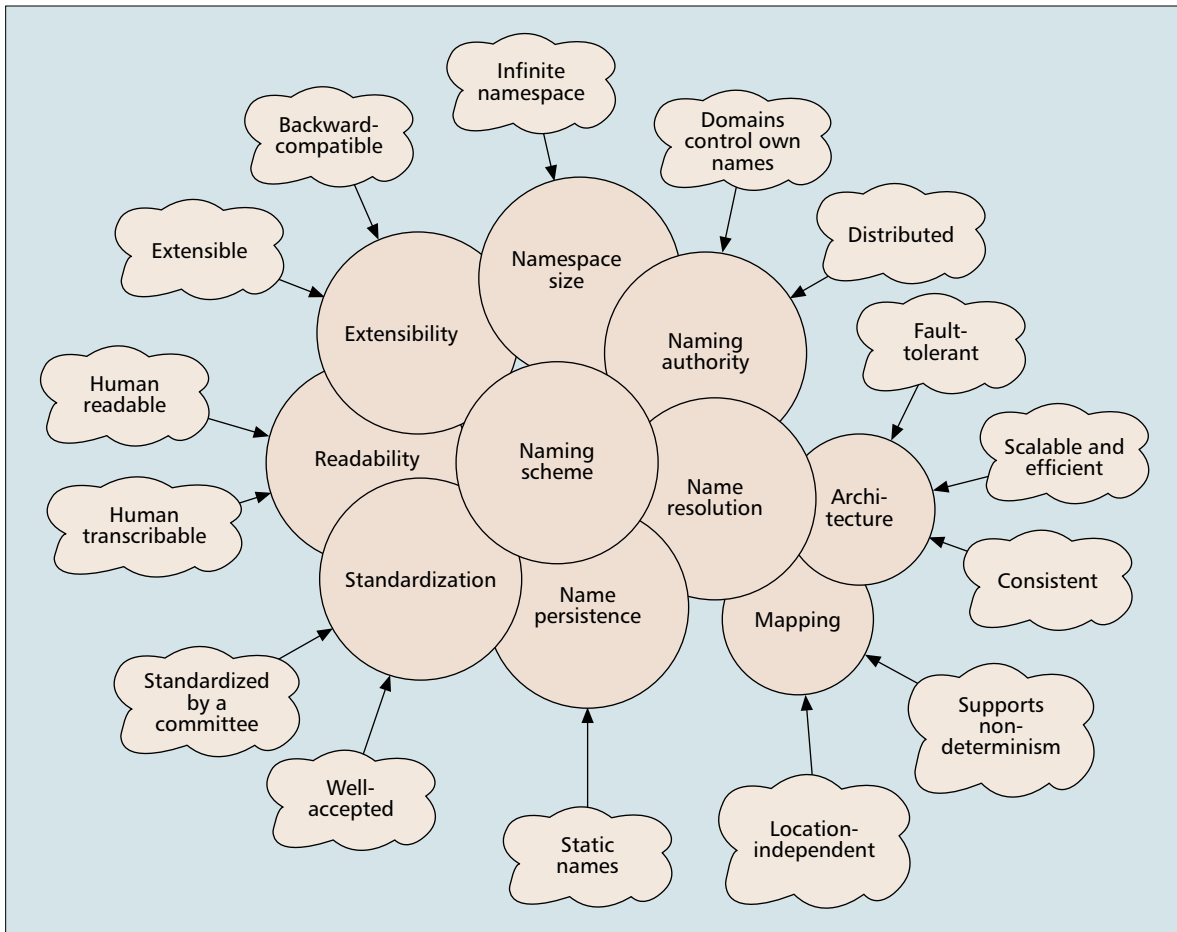 Infinite
namespace
Backward-
compatible
Domains
control own
names
Extensible
Distributed
Namespace
size
Extensibility
Naming
authority
Fault-
tolerant
Human
readable
Readability
Naming
scheme
Name
resolution
Archi-
tecture
Scalable and
efficient
Human
transcribable
Standardization
Name
persistence
Mapping
Consistent
Standardized
by a
committee
Well-
accepted
Static
names
Location-
independent
Supports
non-
determinism